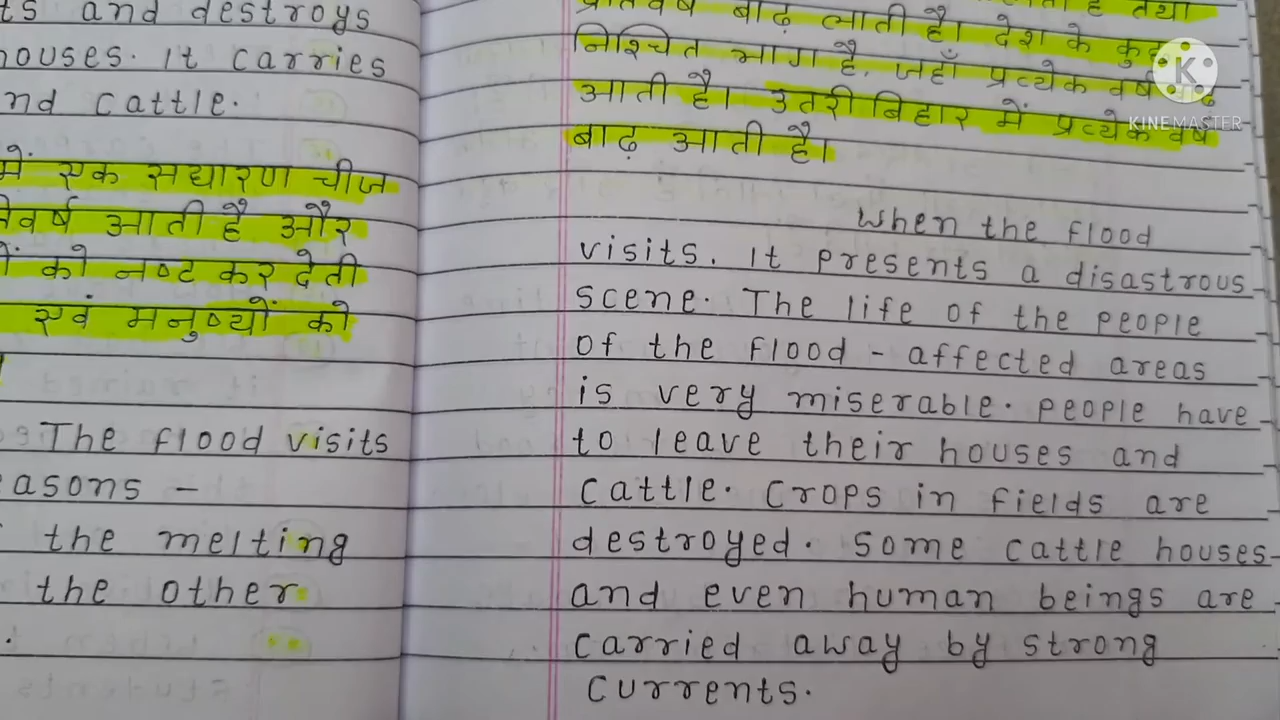 ts and destroys
houses. It carries
nd cattle.
में एक सधारण चीज
वर्ष आती है और
को नष्ट कर देती
एवं मनुष्यों को
The flood visits
easons -
the melting
the other
.
प्रतिवर्ष बाढ़ लाती है। देश के कुछ
निश्चित भाग है, जहाँ प्रत्येक वर्ष बाढ़
आती है। उतरी बिहार में प्रत्येक वर्ष
बाढ़ आती है।
When the flood
visits. It presents a disastrous
scene. The life of the people
of the flood - affected areas
is very miserable. people have
to leave their houses and
cattle. crops in fields are
destroyed. some cattle houses
and even human beings are
carried away by strong
currents.
KINEMASTER